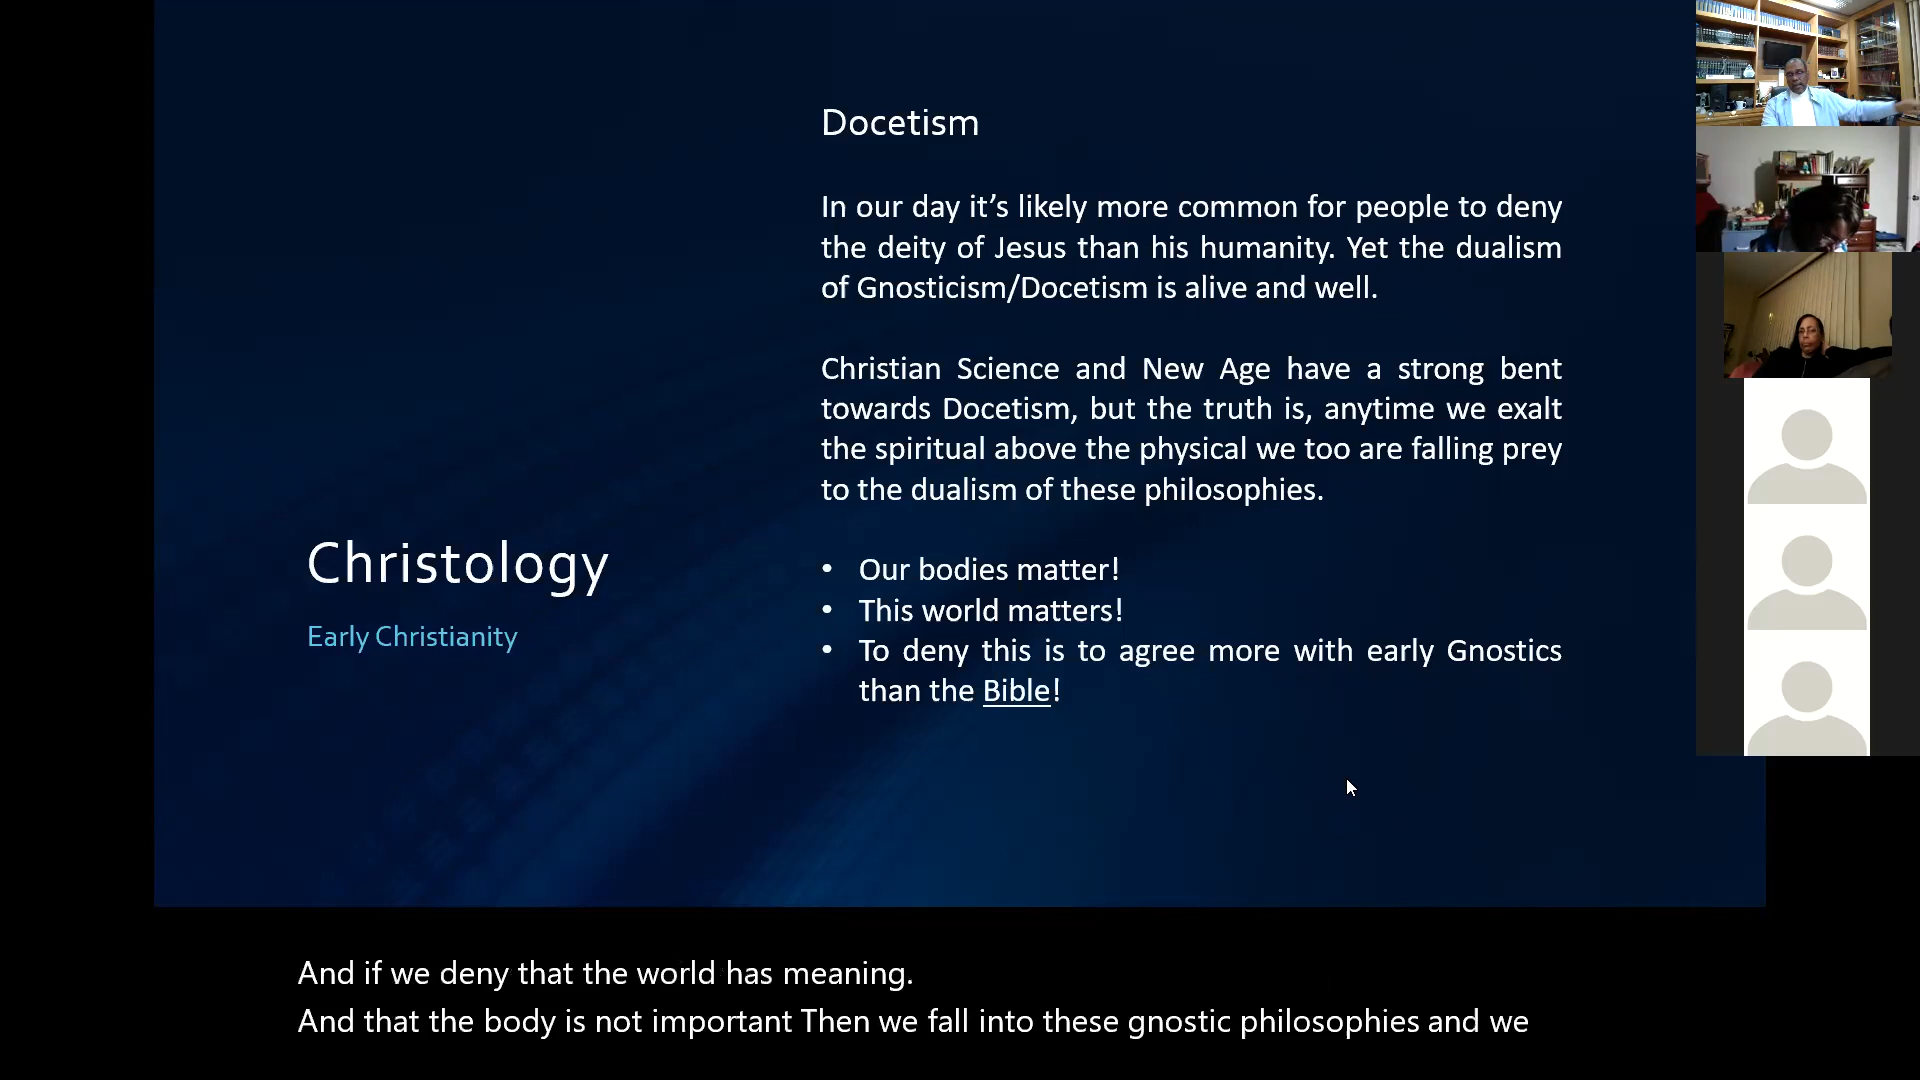 Docetism
In our day it’s likely more common for people to deny
the deity of Jesus than his humanity. Yet the dualism
of Gnosticism/Docetism is alive and well.
Christian Science and New Age have a strong bent
towards Docetism, but the truth is, anytime we exalt
the spiritual above the physical we too are falling prey
to the dualism of these philosophies.
• Our bodies matter!
• This world matters!
• To deny this is to agree more with early Gnostics
than the Bible!
Christology
Early Christianity
And if we deny that the world has meaning.
And that the body is not important Then we fall into these gnostic philosophies and we